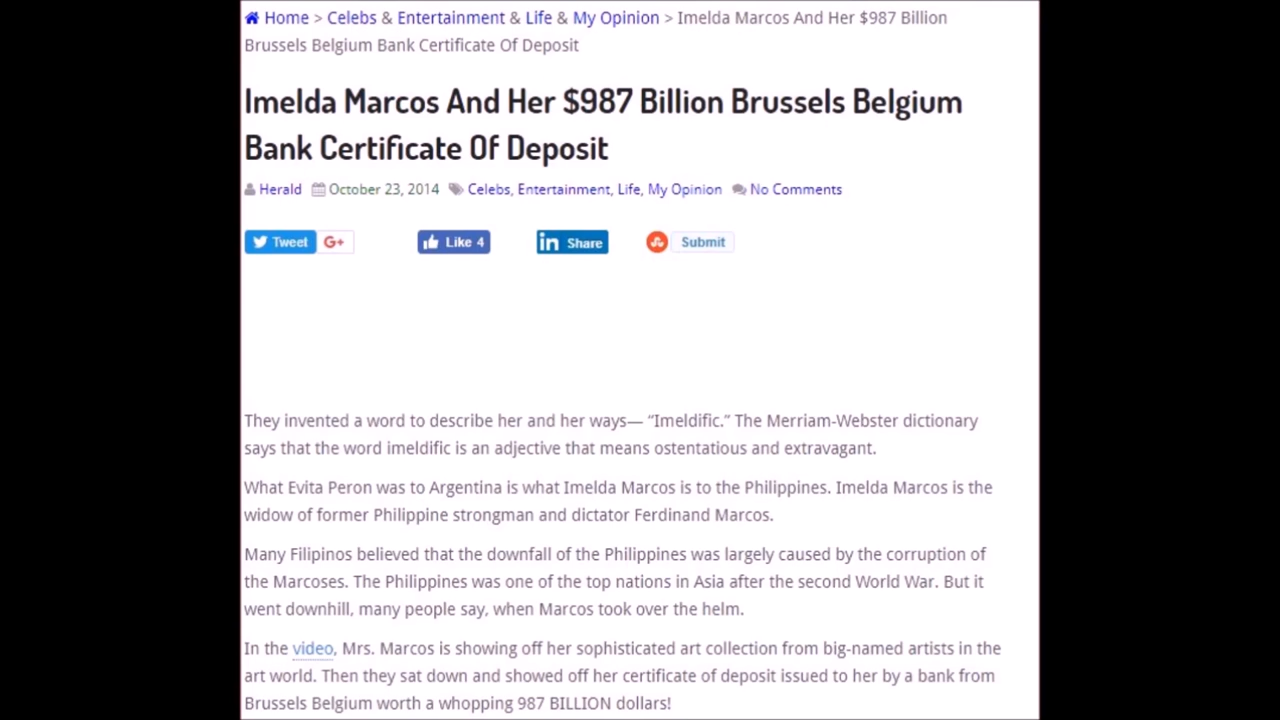 Home > Celebs & Entertainment & Life & My Opinion > Imelda Marcos And Her $987 Billion
Brussels Belgium Bank Certificate Of Deposit
Imelda Marcos And Her $987 Billion Brussels Belgium
Bank Certificate Of Deposit
Herald October 23, 2014 Celebs, Entertainment, Life, My Opinion No Comments
Tweet G+ Like 4 in Share Submit
They invented a word to describe her and her ways— “Imeldific.” The Merriam-Webster dictionary
says that the word imeldific is an adjective that means ostentatious and extravagant.
What Evita Peron was to Argentina is what Imelda Marcos is to the Philippines. Imelda Marcos is the
widow of former Philippine strongman and dictator Ferdinand Marcos.
Many Filipinos believed that the downfall of the Philippines was largely caused by the corruption of
the Marcoses. The Philippines was one of the top nations in Asia after the second World War. But it
went downhill, many people say, when Marcos took over the helm.
In the video, Mrs. Marcos is showing off her sophisticated art collection from big-named artists in the
art world. Then they sat down and showed off her certificate of deposit issued to her by a bank from
Brussels Belgium worth a whopping 987 BILLION dollars!